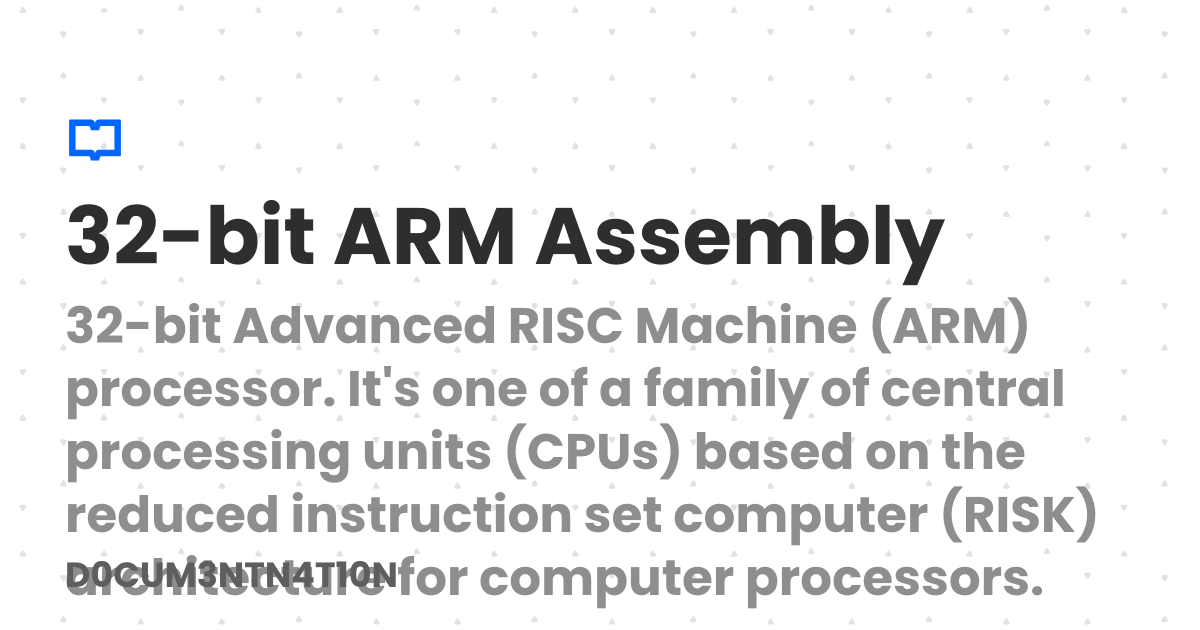 32-bit ARM Assembly
32-bit Advanced RISC Machine (ARM)
processor. It's one of a family of central
processing units (CPUs) based on the
reduced instruction set computer (RISK)
architecture for computer processors.
D0CUM3NTN4T10N